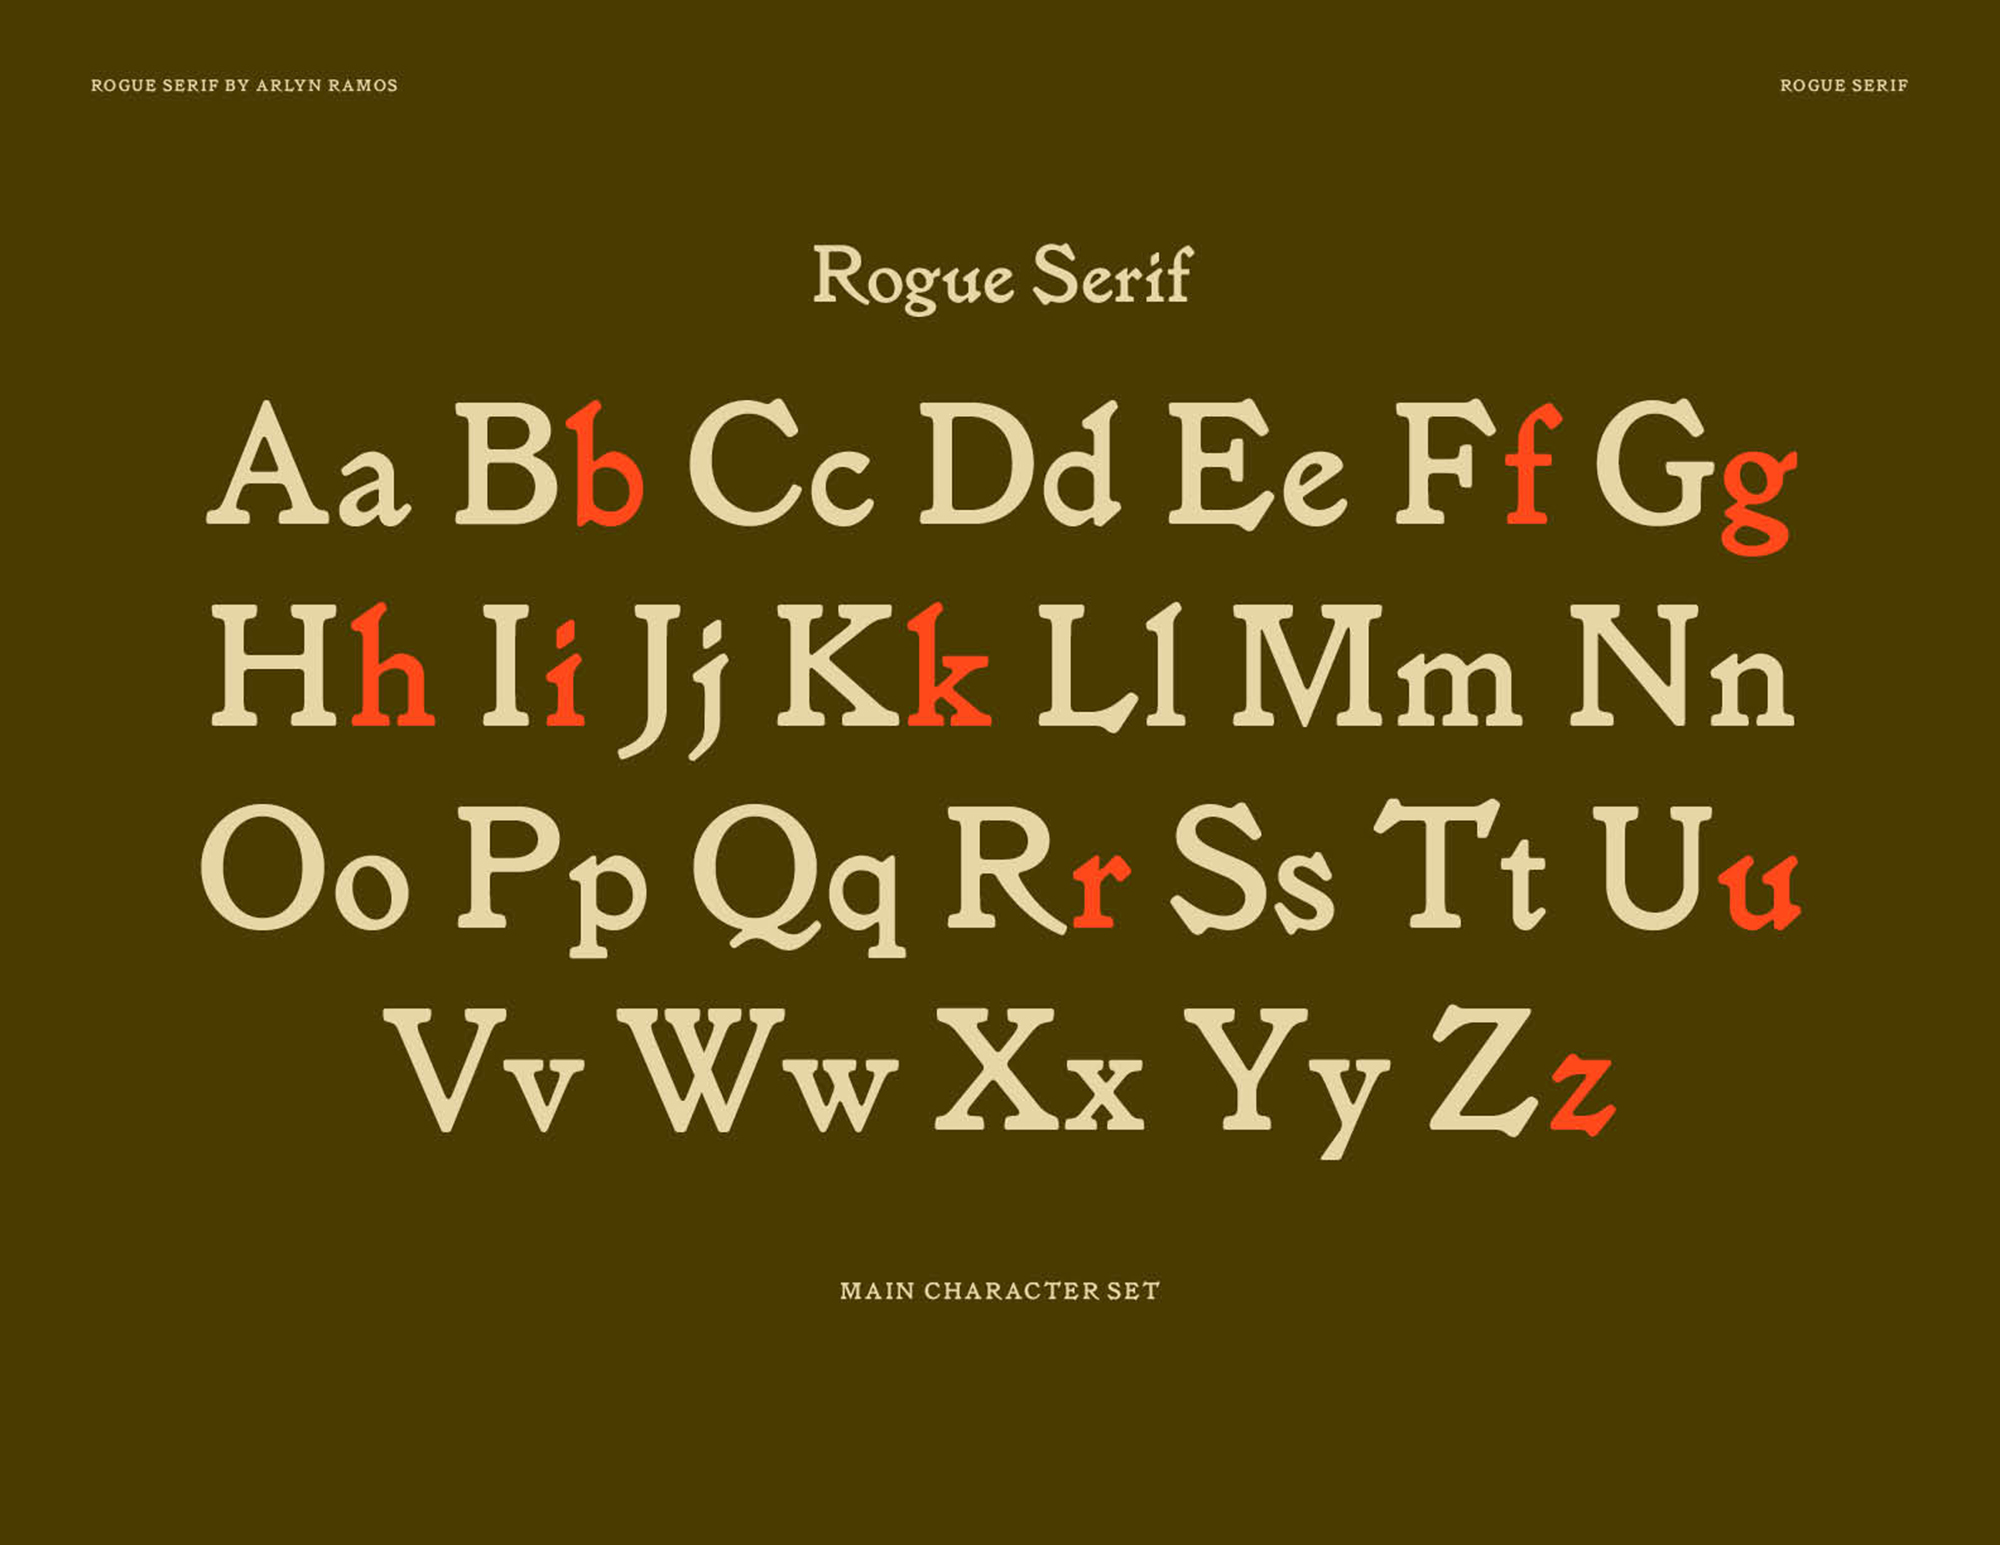 ROGUE SERIF BY ARLYN RAMOS
ROGUE SERIF
Rogue Serif
Aa Bb Cc Dd Ee Ff Gg
Hh Ii Jj Kk Ll Mm Nn
Oo Pp Qq Rr Ss Tt Uu
Vv Ww Xx Yy Zz
MAIN CHARACTER SET